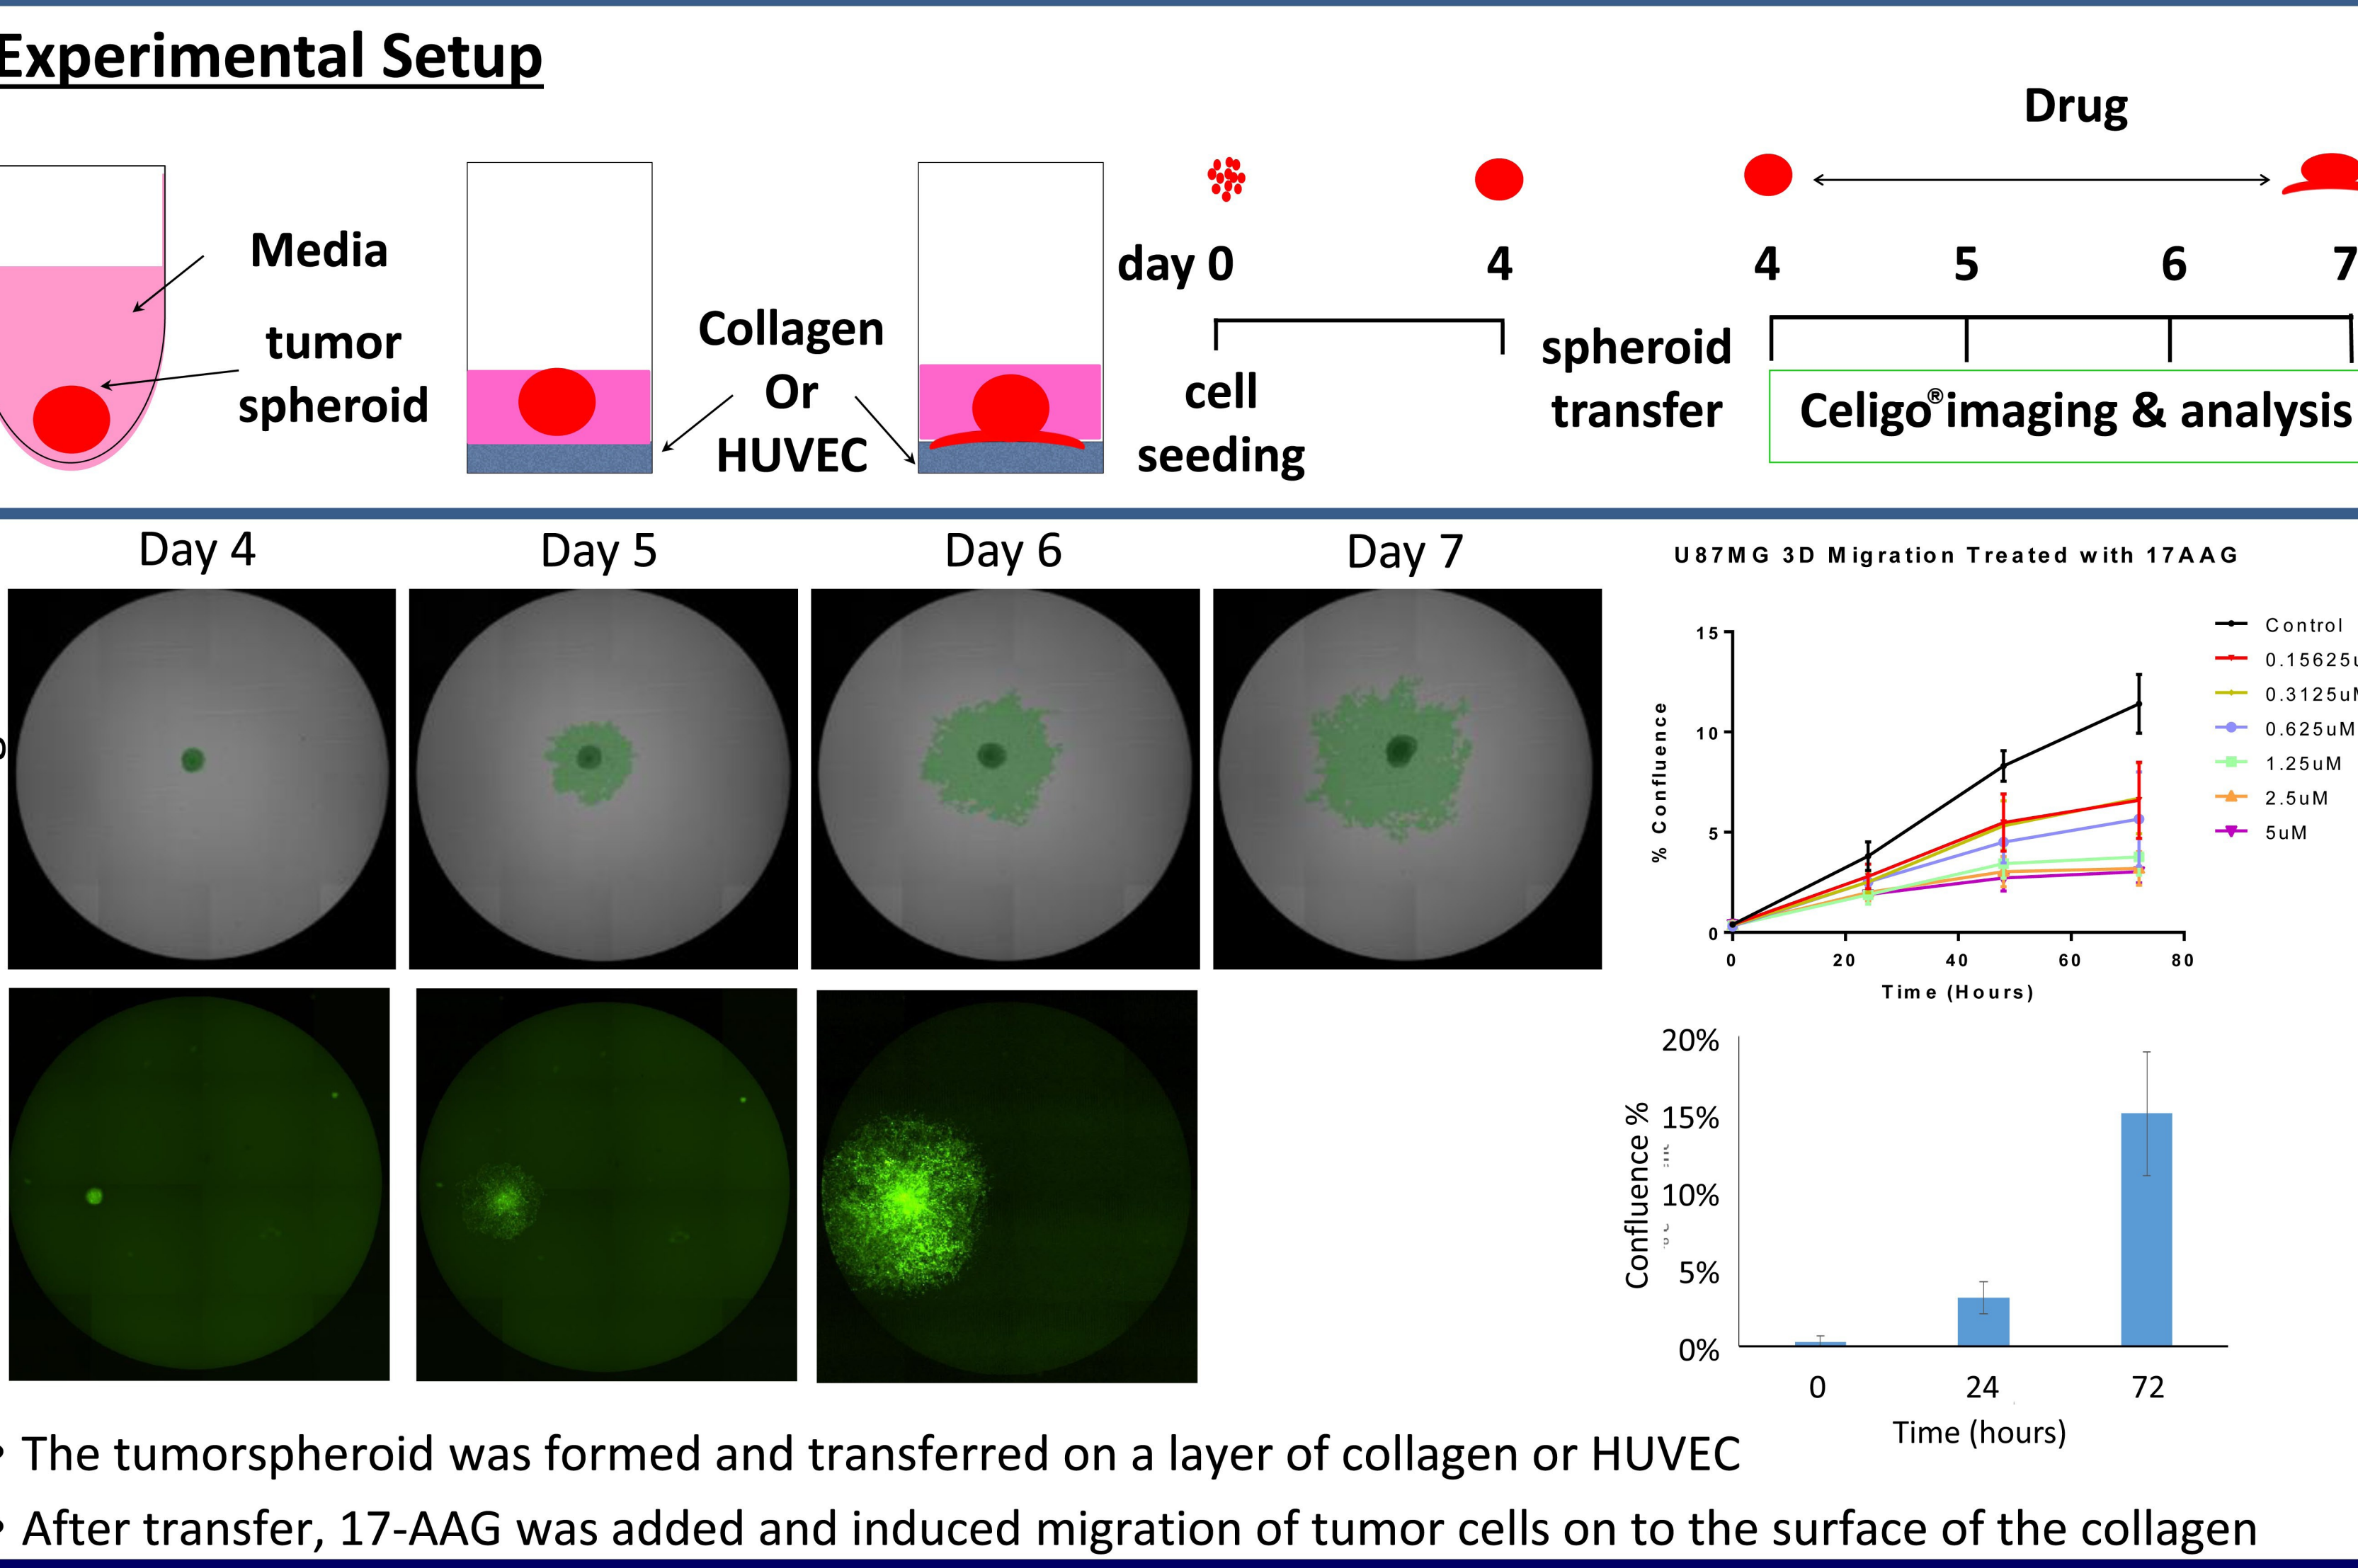 Experimental Setup
Drug
Media
tumor
spheroid
Collagen
Or
HUVEC
day 0
4
4
5
6
7
cell
seeding
spheroid
transfer
Celigo® imaging & analysis
Day 4
Day 5
Day 6
Day 7
U87MG 3D Migration Treated with 17AAG
% Confluence
15
10
5
0
0
20
40
60
80
Time (Hours)
Control
0.15625u
0.3125uM
0.625uM
1.25uM
2.5uM
5uM
Confluence %
20%
15%
10%
5%
0%
0
24
72
Time (hours)
• The tumorspheroid was formed and transferred on a layer of collagen or HUVEC
• After transfer, 17-AAG was added and induced migration of tumor cells on to the surface of the collagen